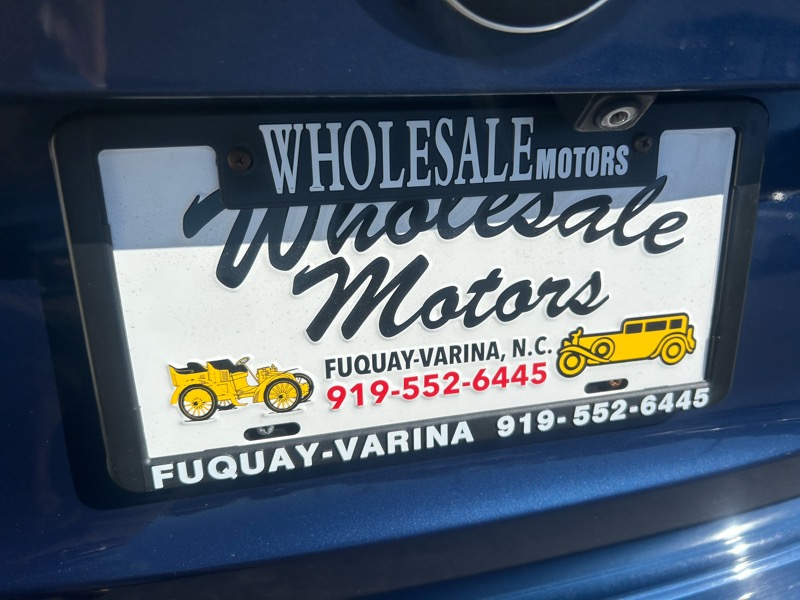 WHOLESALE MOTORS
Wholesale
Motors
FUQUAY-VARINA, N.C.
919-552-6445
FUQUAY-VARINA 919-552-6445